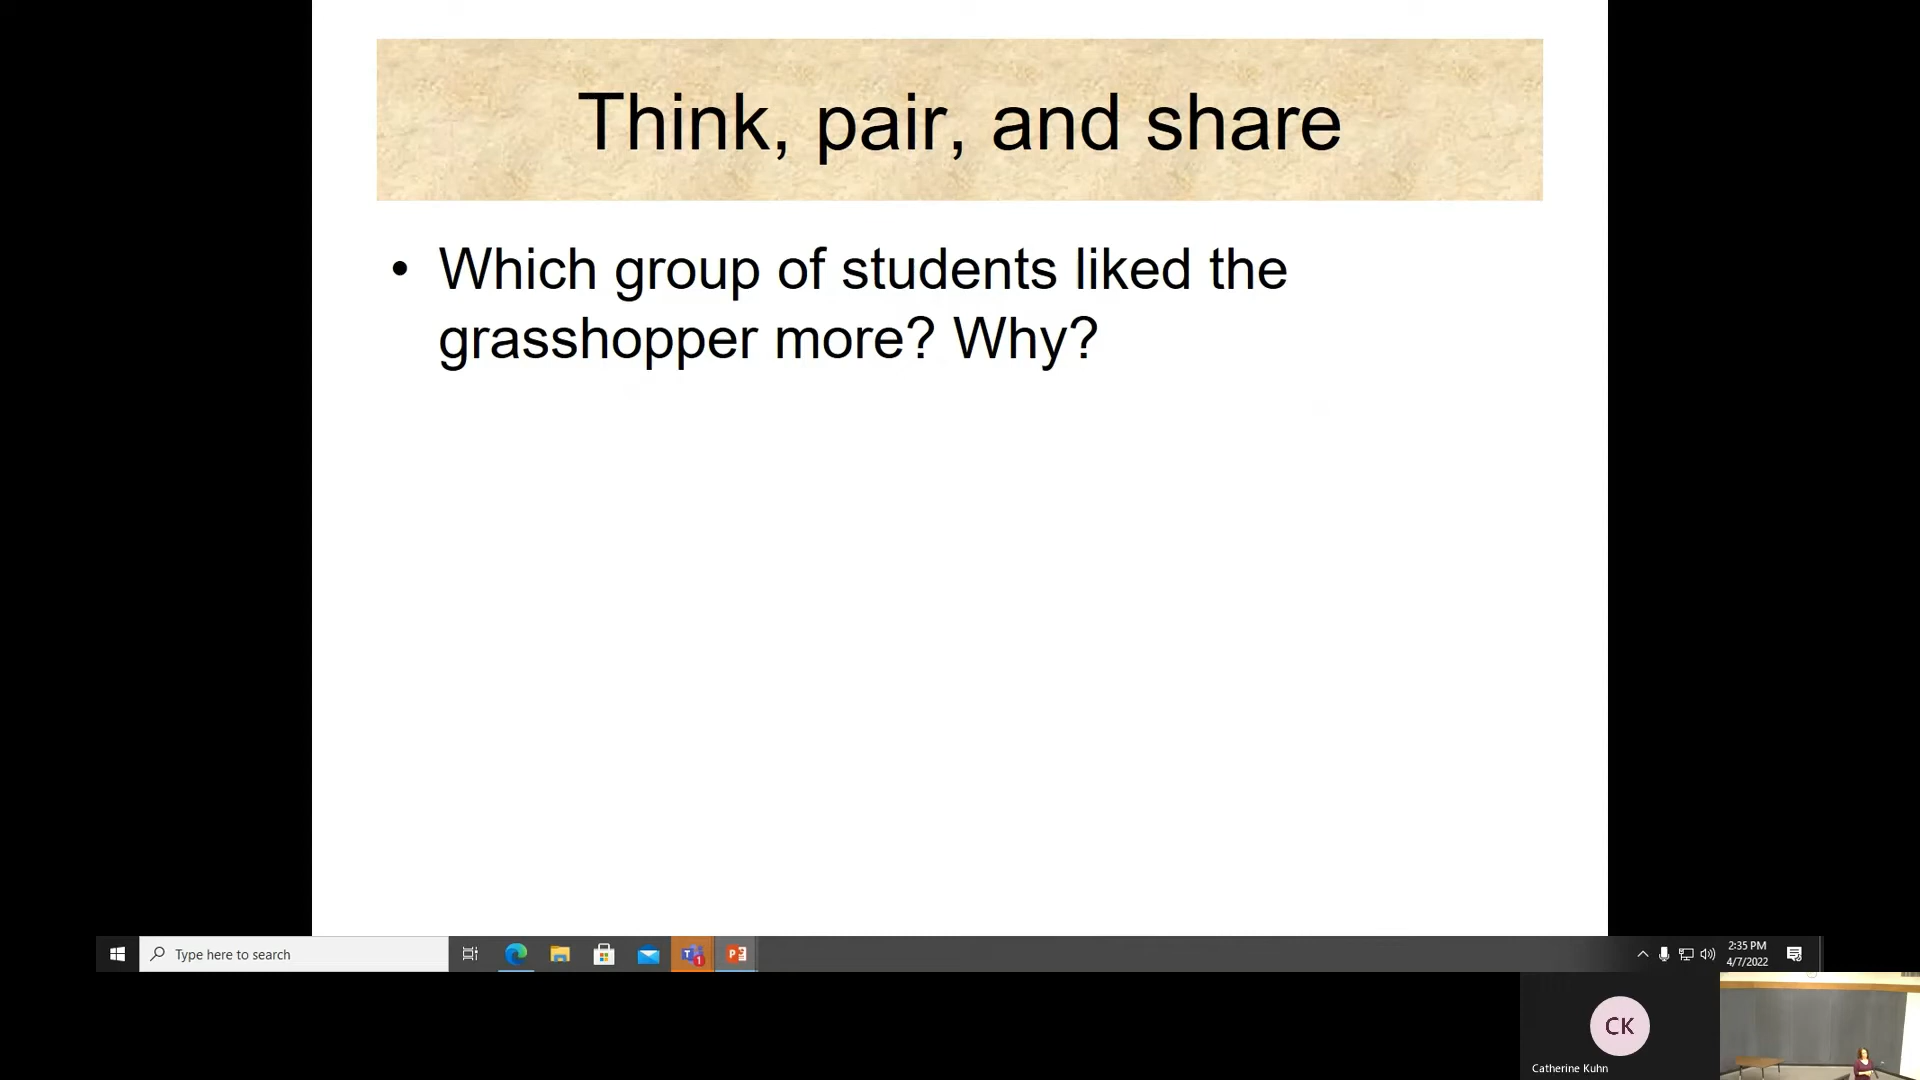 Think, pair, and share
• Which group of students liked the
grasshopper more? Why?
Type here to search
2:35 PM
4/7/2022
CK
Catherine Kuhn